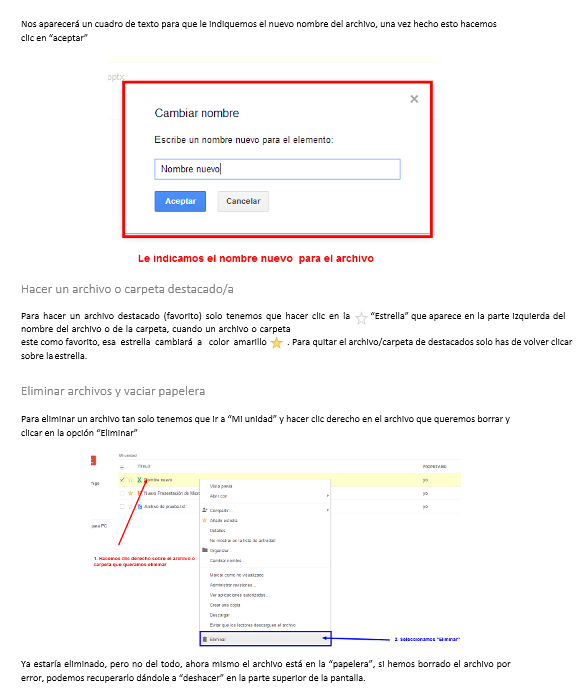 Nos aparecerá un cuadro de texto para que le indiquemos el nuevo nombre del archivo, una vez hecho esto hacemos
clic en “aceptar”
pptx
Cambiar nombre
Escribe un nombre nuevo para el elemento:
Nombre nuevo
Aceptar Cancelar
Le indicamos el nombre nuevo para el archivo
Hacer un archivo o carpeta destacado/a
Para hacer un archivo destacado (favorito) solo tenemos que hacer clic en la “Estrella” que aparece en la parte izquierda del
nombre del archivo o de la carpeta, cuando un archivo o carpeta
este como favorito, esa estrella cambiará a color amarillo . Para quitar el archivo/carpeta de destacados solo has de volver clicar
sobre la estrella.
Eliminar archivos y vaciar papelera
Para eliminar un archivo tan solo tenemos que ir a “Mi unidad” y hacer clic derecho en el archivo que queremos borrar y
clicar en la opción “Eliminar”
Mi unidad
TÍTULO PROPIETARIO
Nombre nuevo yo
Nuevo Presentación de Micr yo
Archivo de prueba.txt yo
para PC
Vista previa
Abrir con
Compartir...
Añadir estrella
Detalles
No mostrar en la lista de actividad
Organizar...
Cambiar nombre...
Marcar como no visualizado
Administrar revisiones...
Ver aplicaciones autorizadas...
Crear una copia
Descargar
Evitar que los lectores descarguen el archivo
Eliminar
1. Hacemos clic derecho sobre el archivo o
carpeta que queramos eliminar
2. Seleccionamos "Eliminar"
Ya estaría eliminado, pero no del todo, ahora mismo el archivo está en la “papelera”, si hemos borrado el archivo por
error, podemos recuperarlo dándole a “deshacer” en la parte superior de la pantalla.